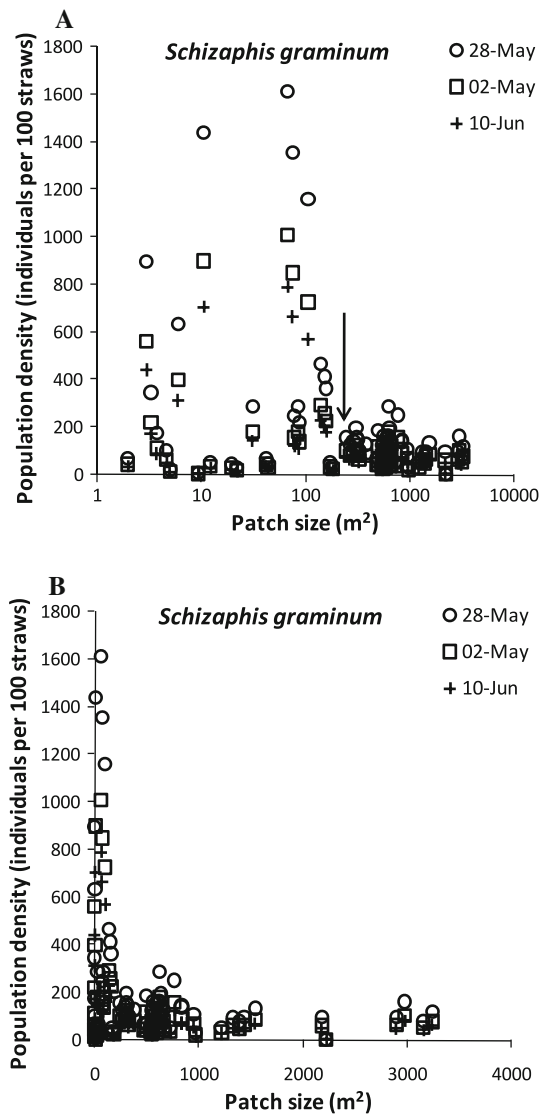 A
Schizaphis graminum
28-May
02-May
10-Jun
Population density (individuals per 100 straws)
1800
1600
1400
1200
1000
800
600
400
200
0
1
10
100
1000
10000
Patch size (m²)
B
Schizaphis graminum
28-May
02-May
10-Jun
Population density (individuals per 100 straws)
1800
1600
1400
1200
1000
800
600
400
200
0
0
1000
2000
3000
4000
Patch size (m²)